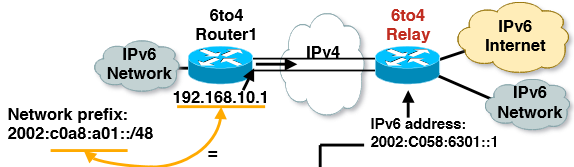 6to4
Router1
6to4
Relay
IPv6
Internet
IPv6
Network
IPv4
192.168.10.1
IPv6
Network
Network prefix:
2002:c0a8:a01::/48
=
IPv6 address:
2002:C058:6301::1